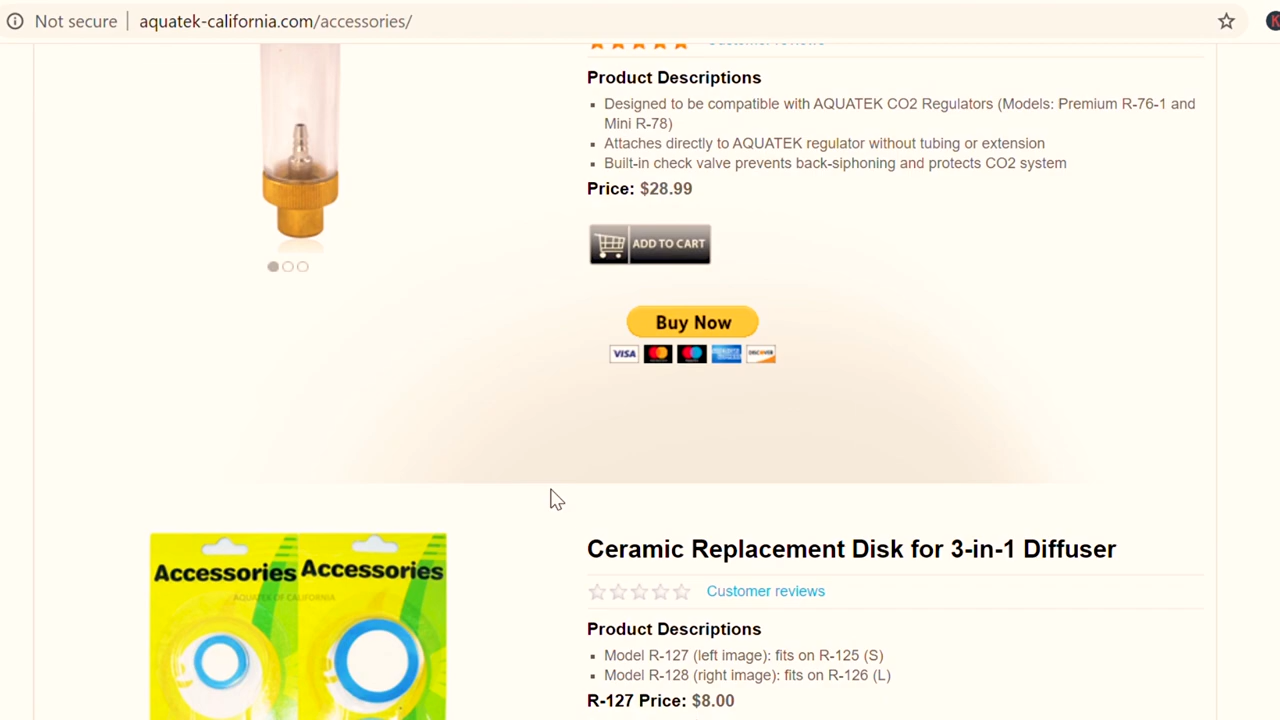 Not secure aquatek-california.com/accessories/
Customer reviews
Product Descriptions
Designed to be compatible with AQUATEK CO2 Regulators (Models: Premium R-76-1 and
Mini R-78)
Attaches directly to AQUATEK regulator without tubing or extension
Built-in check valve prevents back-siphoning and protects CO2 system
Price: $28.99
ADD TO CART
Buy Now
VISA
DISCOVER
Ceramic Replacement Disk for 3-in-1 Diffuser
Accessories Accessories
AQUATEK OF CALIFORNIA
Customer reviews
Product Descriptions
Model R-127 (left image): fits on R-125 (S)
Model R-128 (right image): fits on R-126 (L)
R-127 Price: $8.00